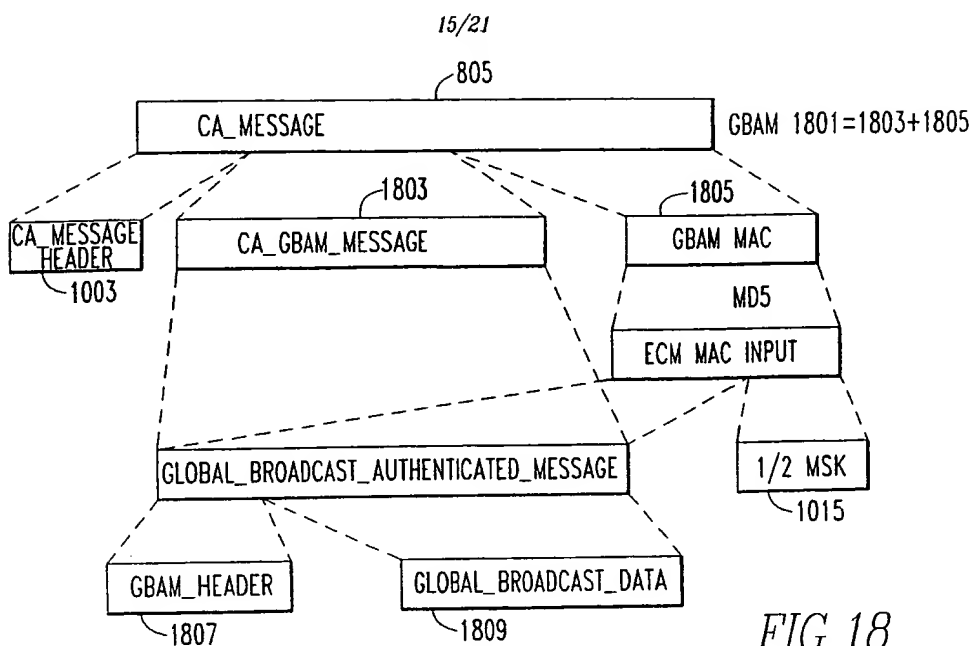 15/21
805
CA_MESSAGE
GBAM 1801=1803+1805
1803
1805
CA_MESSAGE
HEADER
CA_GBAM_MESSAGE
GBAM MAC
1003
MD5
ECM MAC INPUT
GLOBAL_BROADCAST_AUTHENTICATED_MESSAGE
1/2 MSK
1015
GBAM_HEADER
GLOBAL_BROADCAST_DATA
1807
1809
FIG 18